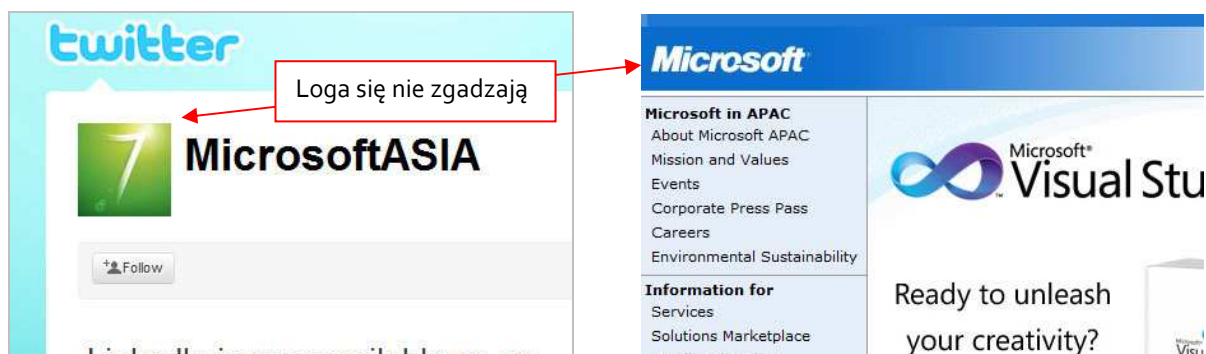 twitter
Loga się nie zgadzają
MicrosoftASIA
Follow
Microsoft
Microsoft in APAC
About Microsoft APAC
Mission and Values
Events
Corporate Press Pass
Careers
Environmental Sustainability
Information for
Services
Solutions Marketplace
Microsoft®
Visual Stu
Ready to unleash
your creativity?